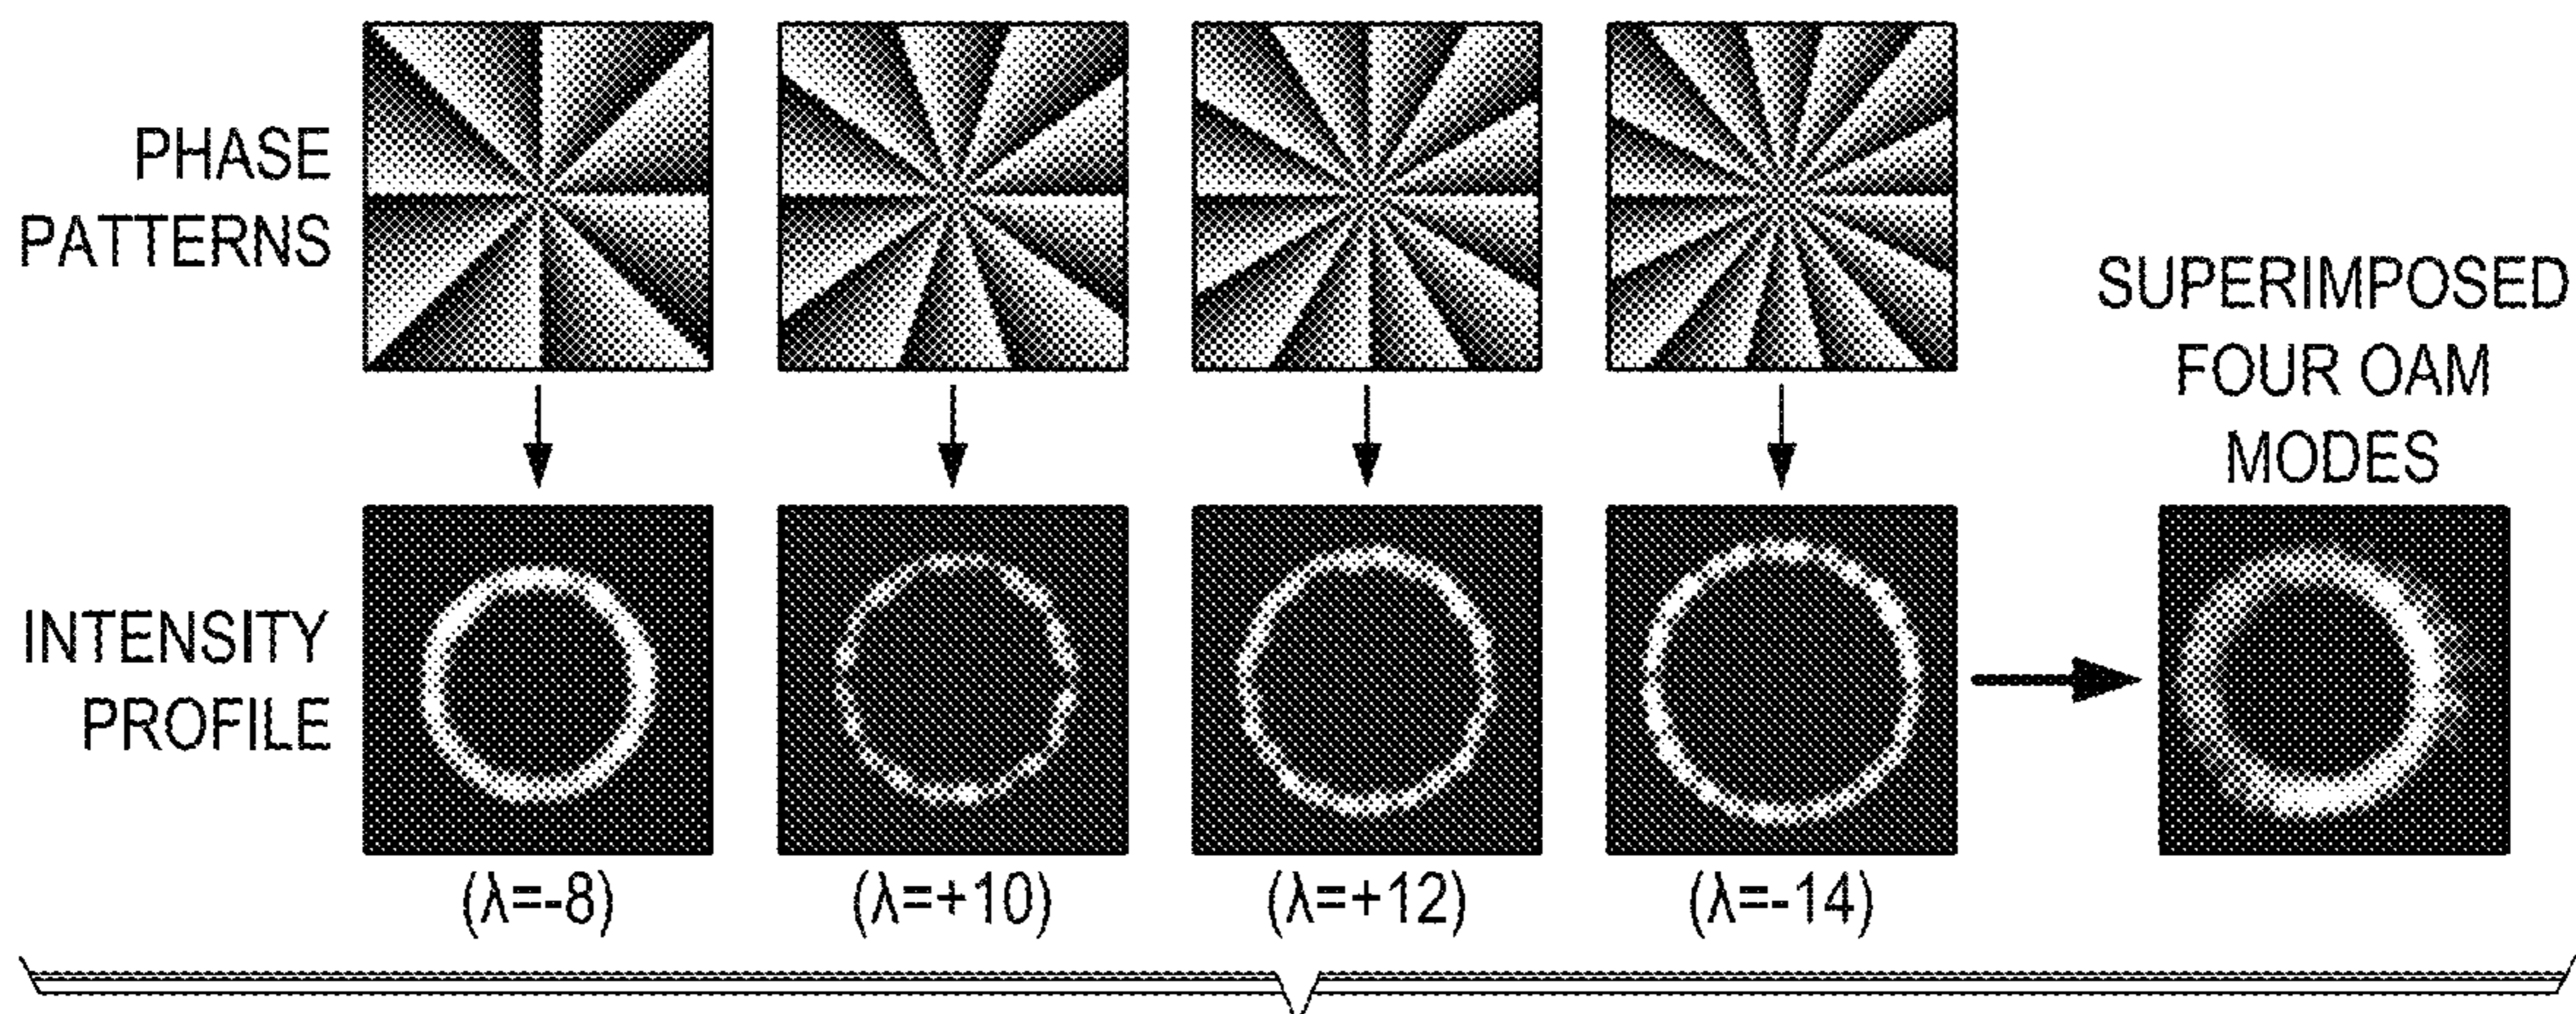 PHASE
PATTERNS
SUPERIMPOSED
FOUR OAM
MODES
INTENSITY
PROFILE
(λ=-8)
(λ=+10)
(λ=+12)
(λ=-14)